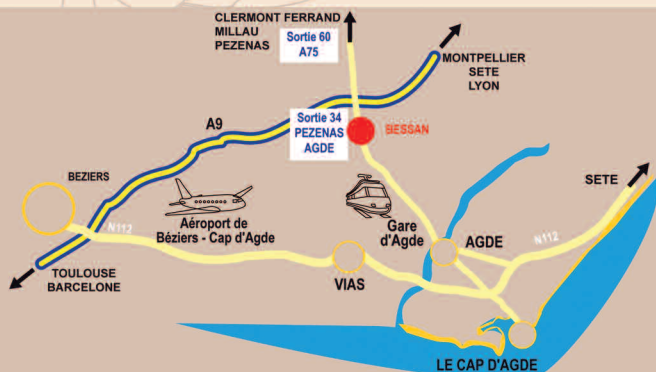 CLERMONT FERRAND
MILLAU
PEZENAS
Sortie 60
A75
MONTPELLIER
SETE
LYON
A9
Sortie 34
PEZENAS
AGDE
BESSAN
BEZIERS
SETE
Aéroport de
Béziers - Cap d'Agde
Gare
d'Agde
AGDE
N112
N112
TOULOUSE
BARCELONE
VIAS
LE CAP D'AGDE